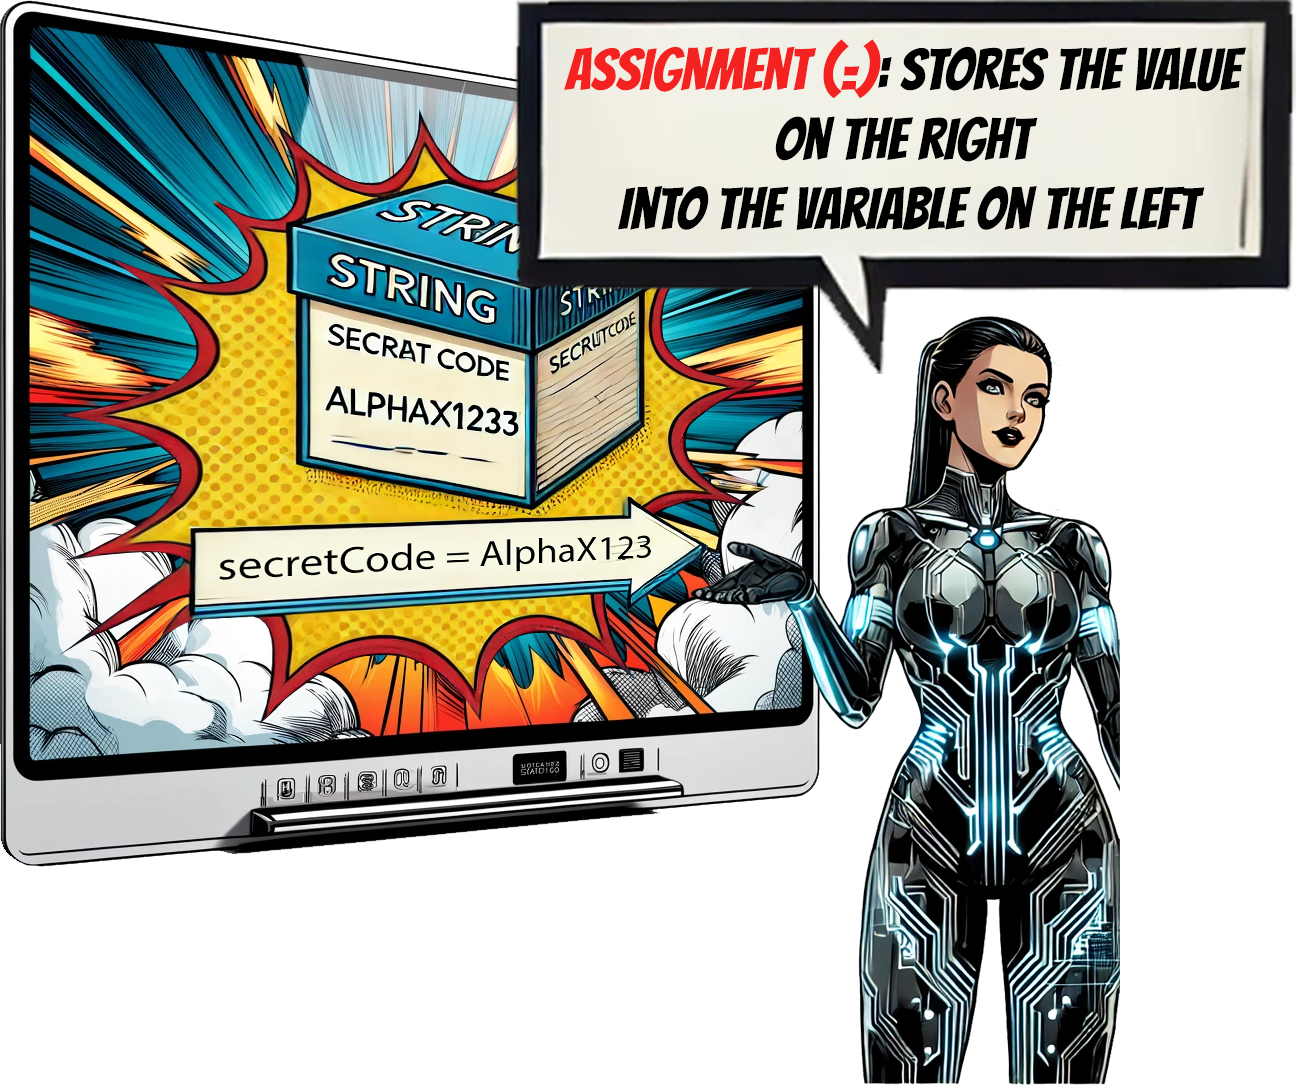 ASSIGNMENT (=): STORES THE VALUE
ON THE RIGHT
INTO THE VARIABLE ON THE LEFT
STRIN
STRING
STRI
SECRAT CODE
SECRUTCODE
ALPHAX1233
secretCode = AlphaX123